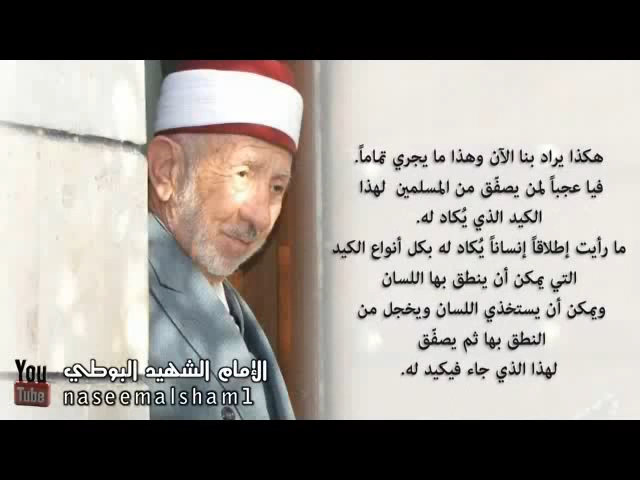 هكذا يراد بنا الآن وهذا ما يجري تماماً.
فيا عجباً لمن يصفّق من المسلمين لهذا
الكيد الذي يُكاد له.
ما رأيت إطلاقاً إنساناً يُكاد له بكل أنواع الكيد
التي يمكن أن ينطق بها اللسان
ويمكن أن يستخذي اللسان ويخجل من
النطق بها ثم يصفّق
لهذا الذي جاء فيكيد له.
الإمام الشهيد البوطي
You Tube
naseemalsham1